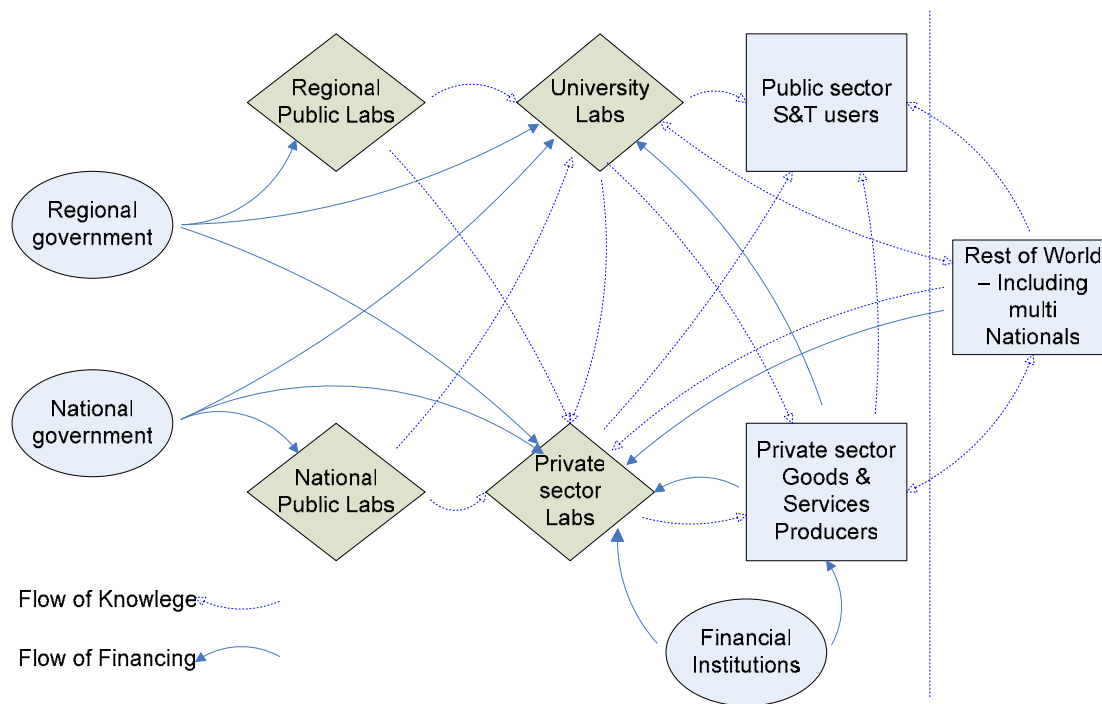 Regional
Public Labs
University
Labs
Public sector
S&T users
Regional
government
Rest of World
– Including
multi
Nationals
National
government
National
Public Labs
Private
sector
Labs
Private sector
Goods &
Services
Producers
Flow of Knowlege
Flow of Financing
Financial
Institutions